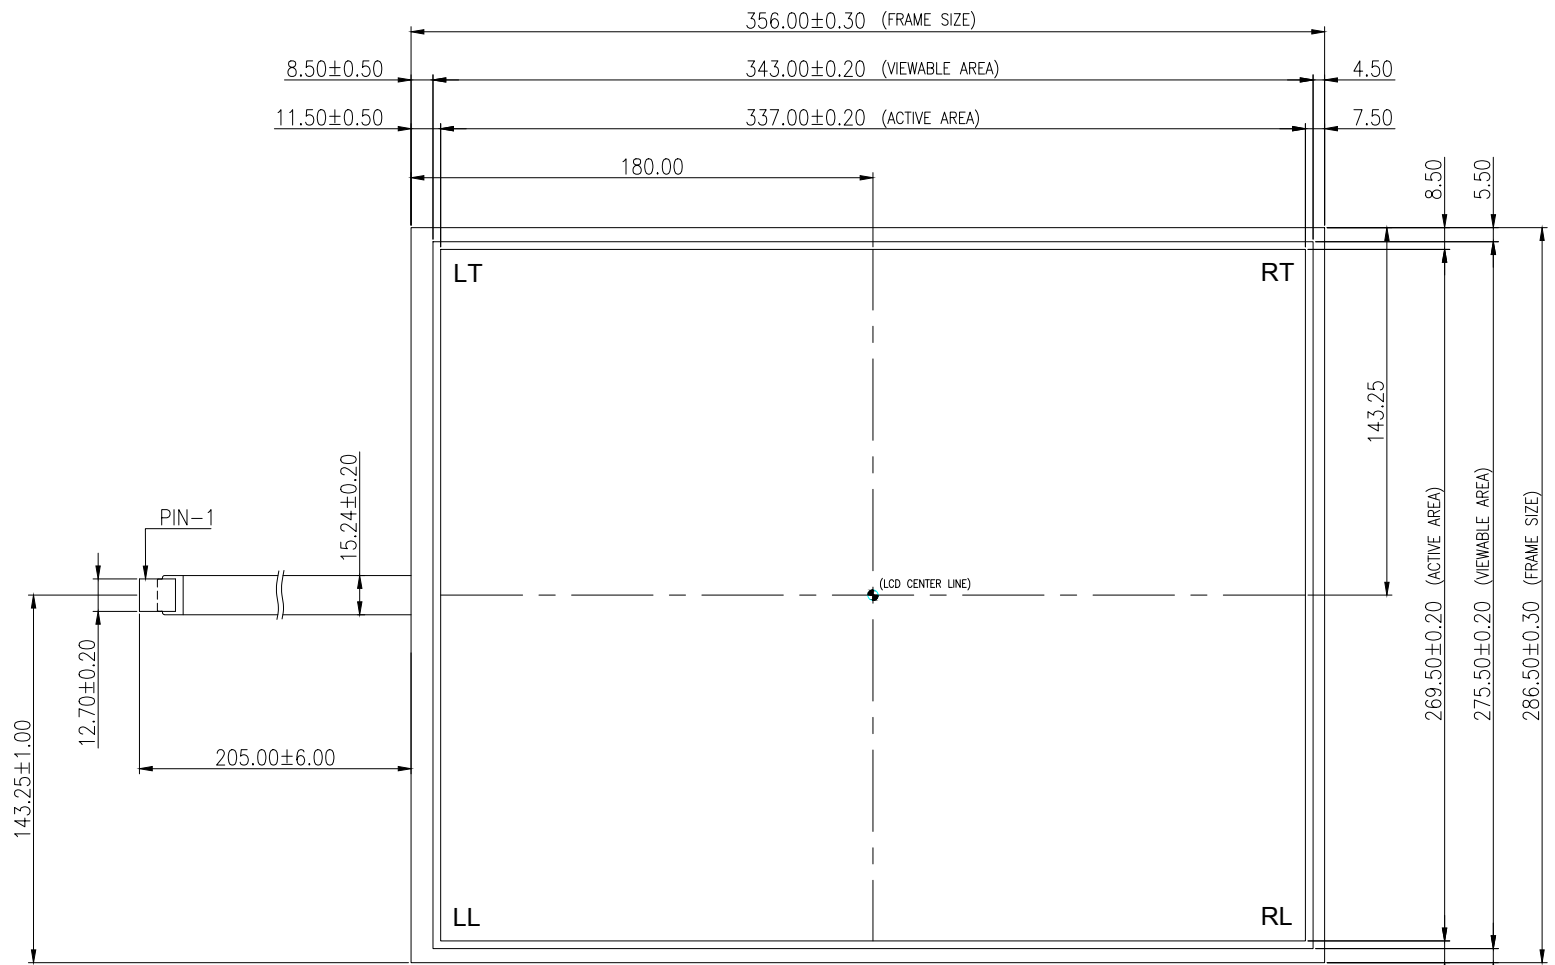 356.00±0.30 (FRAME SIZE)
8.50±0.50
343.00±0.20 (VIEWABLE AREA)
4.50
11.50±0.50
337.00±0.20 (ACTIVE AREA)
7.50
180.00
8.50
5.50
LT
RT
143.25
PIN-1
15.24±0.20
(LCD CENTER LINE)
12.70±0.20
143.25±1.00
205.00±6.00
269.50±0.20 (ACTIVE AREA)
275.50±0.20 (VIEWABLE AREA)
286.50±0.30 (FRAME SIZE)
LL
RL